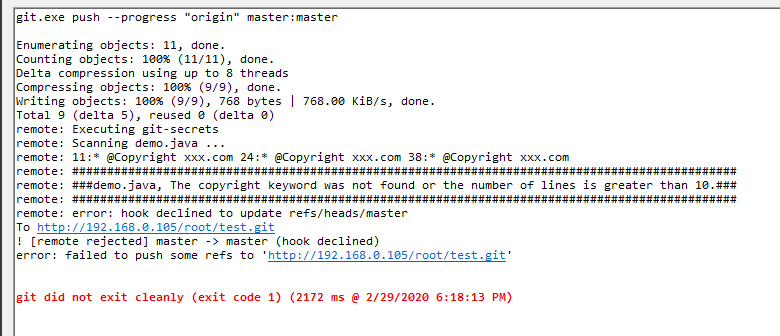 git.exe push --progress "origin" master:master
Enumerating objects: 11, done.
Counting objects: 100% (11/11), done.
Delta compression using up to 8 threads
Compressing objects: 100% (9/9), done.
Writing objects: 100% (9/9), 768 bytes | 768.00 KiB/s, done.
Total 9 (delta 5), reused 0 (delta 0)
remote: Executing git-secrets
remote: Scanning demo.java ...
remote: 11:* @Copyright xxx.com 24:* @Copyright xxx.com 38:* @Copyright xxx.com
remote: ###############################################################################################
remote: ###demo.java, The copyright keyword was not found or the number of lines is greater than 10.###
remote: ###############################################################################################
remote: error: hook declined to update refs/heads/master
To http://192.168.0.105/root/test.git
! [remote rejected] master -> master (hook declined)
error: failed to push some refs to 'http://192.168.0.105/root/test.git'
git did not exit cleanly (exit code 1) (2172 ms @ 2/29/2020 6:18:13 PM)